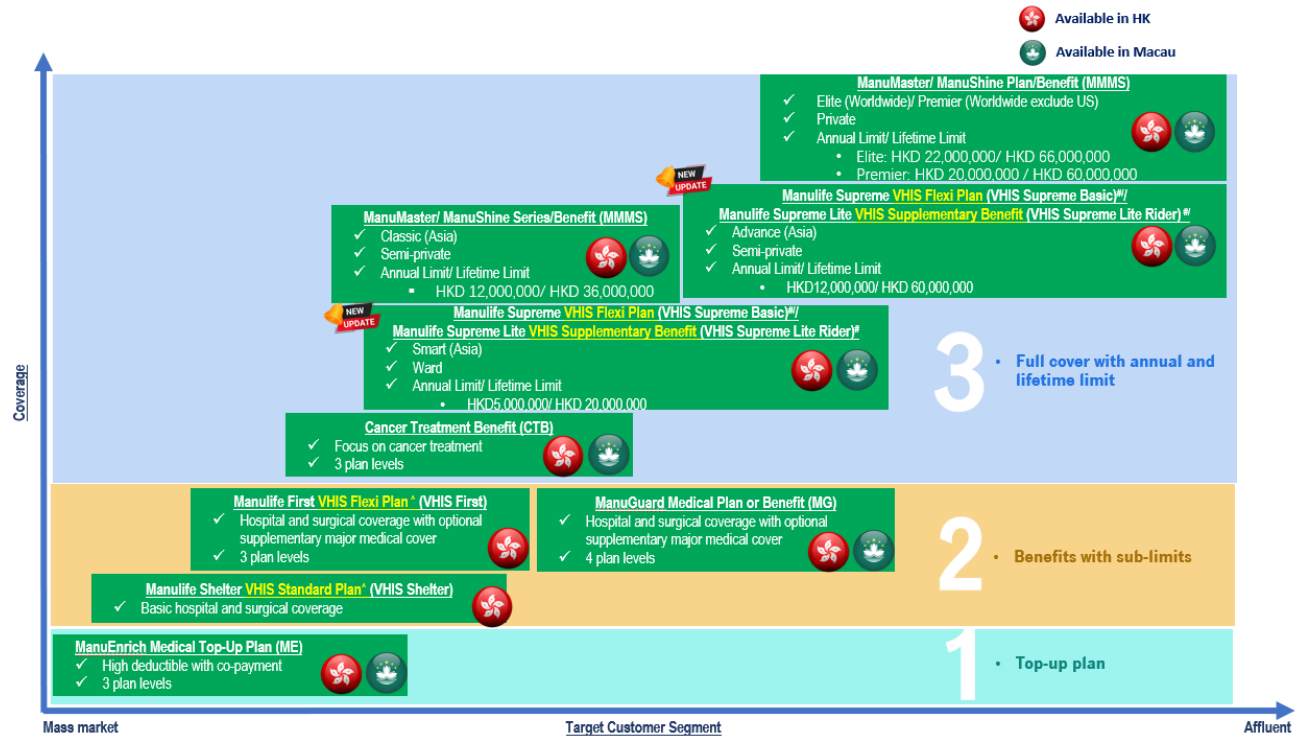 Available in HK
Available in Macau
ManuMaster/ ManuShine Plan/Benefit (MMMS)
✓ Elite (Worldwide)/ Premier (Worldwide exclude US)
✓ Private
✓ Annual Limit/ Lifetime Limit
• Elite: HKD 22,000,000/ HKD 66,000,000
• Premier: HKD 20,000,000 / HKD 60,000,000
NEW
UPDATE
Manulife Supreme VHIS Flexi Plan (VHIS Supreme Basic)#/
Manulife Supreme Lite VHIS Supplementary Benefit (VHIS Supreme Lite Rider)#/
✓ Advance (Asia)
✓ Semi-private
✓ Annual Limit/ Lifetime Limit
• HKD12,000,000/ HKD 60,000,000
ManuMaster/ ManuShine Series/Benefit (MMMS)
✓ Classic (Asia)
✓ Semi-private
✓ Annual Limit/ Lifetime Limit
▪ HKD 12,000,000/ HKD 36,000,000
NEW
UPDATE
Manulife Supreme VHIS Flexi Plan (VHIS Supreme Basic)#/
Manulife Supreme Lite VHIS Supplementary Benefit (VHIS Supreme Lite Rider)#
✓ Smart (Asia)
✓ Ward
✓ Annual Limit/ Lifetime Limit
• HKD5,000,000/ HKD 20,000,000
3
• Full cover with annual and
lifetime limit
Coverage
Cancer Treatment Benefit (CTB)
✓ Focus on cancer treatment
✓ 3 plan levels
Manulife First VHIS Flexi Plan ^ (VHIS First)
✓ Hospital and surgical coverage with optional
supplementary major medical cover
✓ 3 plan levels
ManuGuard Medical Plan or Benefit (MG)
✓ Hospital and surgical coverage with optional
supplementary major medical cover
✓ 4 plan levels
2
• Benefits with sub-limits
Manulife Shelter VHIS Standard Plan^ (VHIS Shelter)
✓ Basic hospital and surgical coverage
ManuEnrich Medical Top-Up Plan (ME)
✓ High deductible with co-payment
✓ 3 plan levels
1
• Top-up plan
Mass market
Target Customer Segment
Affluent